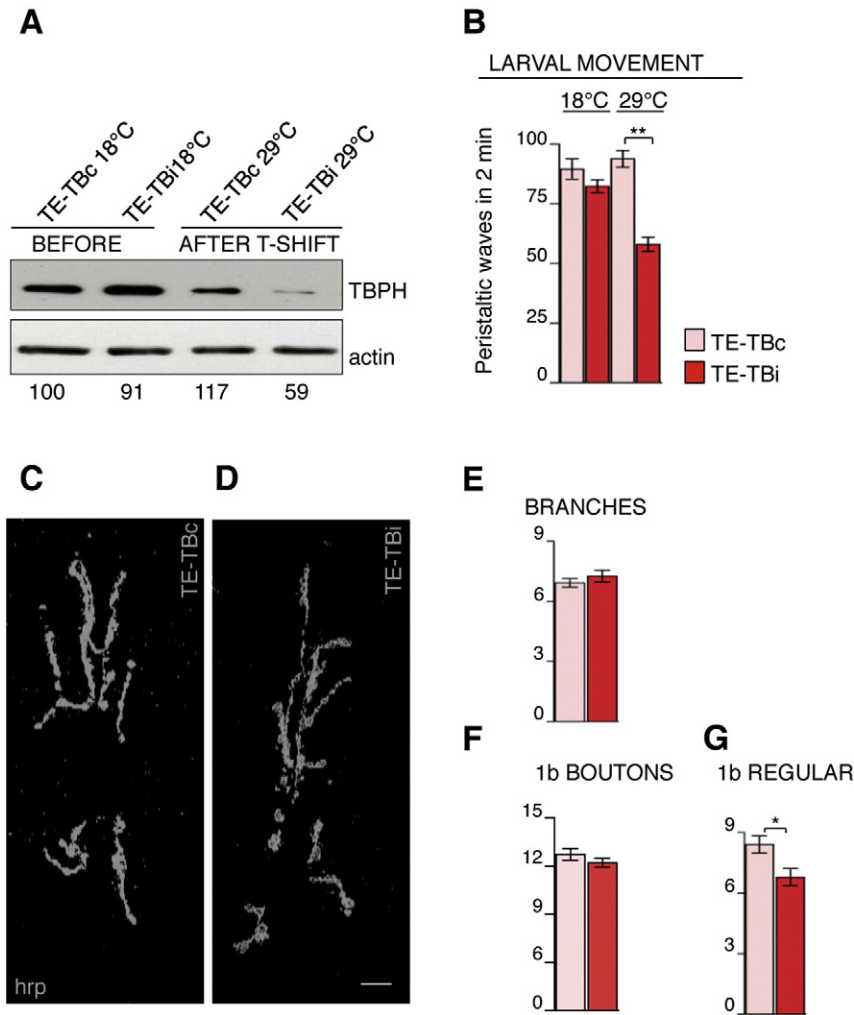 A
TE-TBc 18°C
TE-TBi18°C
TE-TBc 29°C
TE-TBi 29°C
BEFORE
AFTER T-SHIFT
TBPH
actin
100 91 117 59
B
LARVAL MOVEMENT
18°C 29°C
**
Peristaltic waves in 2 min
100
75
50
25
0
TE-TBc
TE-TBi
C
TE-TBc
hrp
D
TE-TBi
E
BRANCHES
9
6
3
0
F
1b BOUTONS
15
12
9
6
0
G
1b REGULAR
*
9
6
3
0